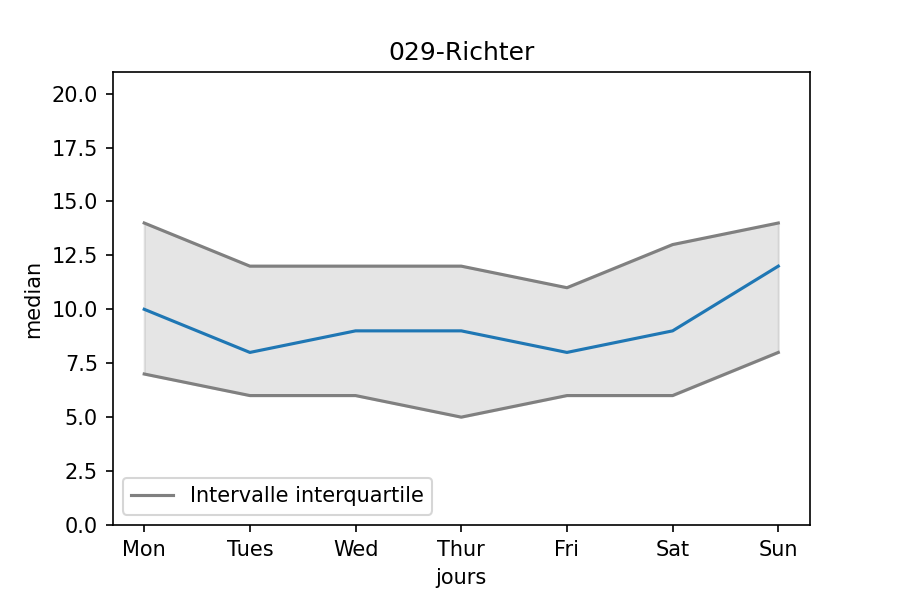 029-Richter
20.0
17.5
15.0
12.5
10.0
7.5
5.0
2.5
0.0
median
Intervalle interquartile
Mon Tues Wed Thur Fri Sat Sun
jours